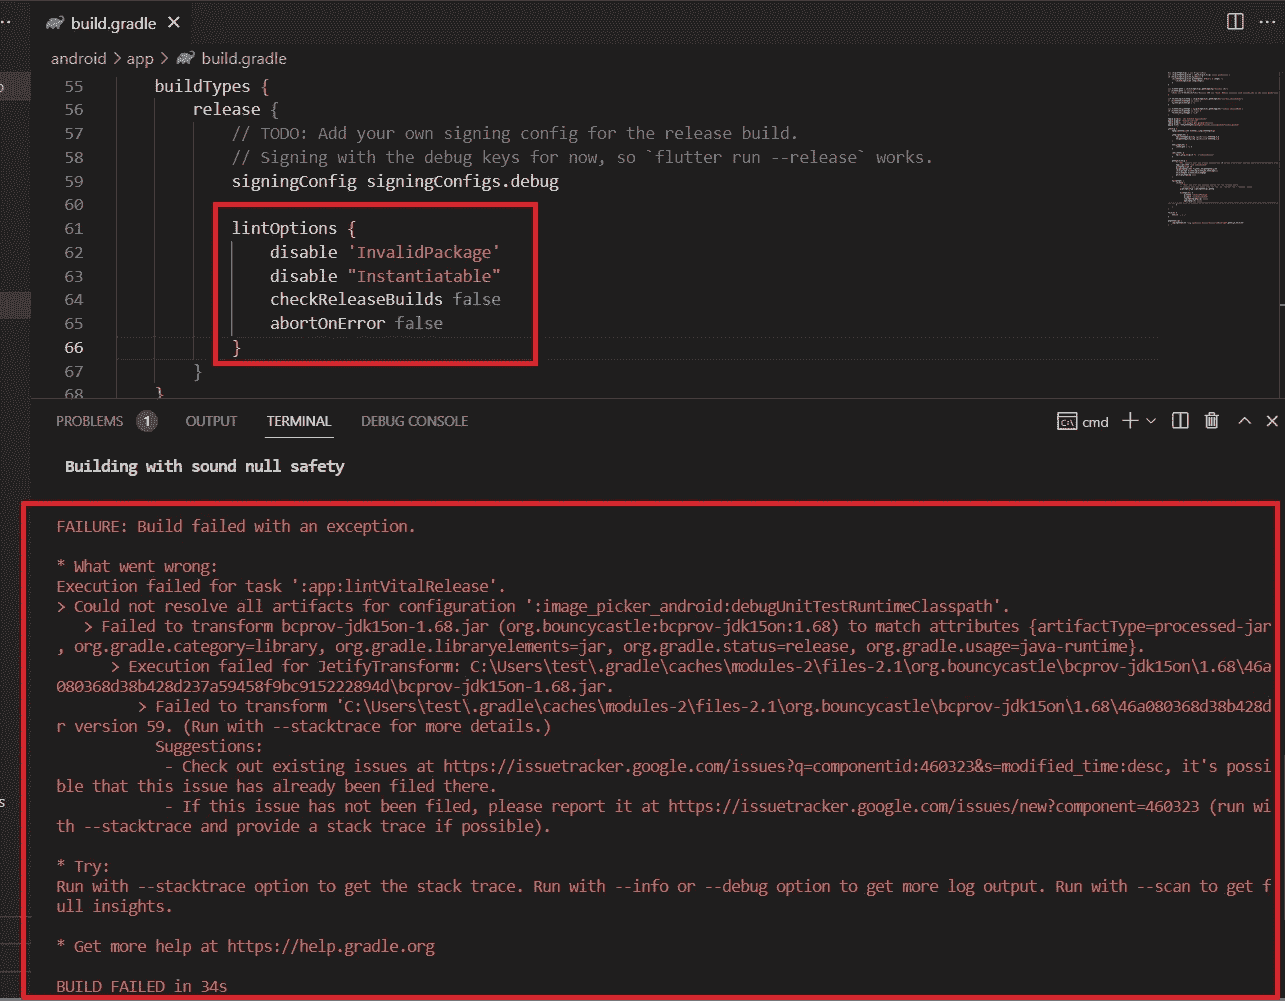 build.gradle
android > app > build.gradle
55 buildTypes {
56 release {
57 // TODO: Add your own signing config for the release build.
58 // Signing with the debug keys for now, so `flutter run --release` works.
59 signingConfig signingConfigs.debug
60
61 lintOptions {
62 disable 'InvalidPackage'
63 disable "Instantiatable"
64 checkReleaseBuilds false
65 abortOnError false
66 }
67 }
68 }
PROBLEMS 1 OUTPUT TERMINAL DEBUG CONSOLE cmd
Building with sound null safety
FAILURE: Build failed with an exception.
* What went wrong:
Execution failed for task ':app:lintVitalRelease'.
> Could not resolve all artifacts for configuration ':image_picker_android:debugUnitTestRuntimeClasspath'.
> Failed to transform bcprov-jdk15on-1.68.jar (org.bouncycastle:bcprov-jdk15on:1.68) to match attributes {artifactType=processed-jar
, org.gradle.category=library, org.gradle.libraryelements=jar, org.gradle.status=release, org.gradle.usage=java-runtime}.
> Execution failed for JetifyTransform: C:\Users\test\.gradle\caches\modules-2\files-2.1\org.bouncycastle\bcprov-jdk15on\1.68\46a
080368d38b428d237a59458f9bc915222894d\bcprov-jdk15on-1.68.jar.
> Failed to transform 'C:\Users\test\.gradle\caches\modules-2\files-2.1\org.bouncycastle\bcprov-jdk15on\1.68\46a080368d38b428d
r version 59. (Run with --stacktrace for more details.)
Suggestions:
- Check out existing issues at https://issuetracker.google.com/issues?q=componentid:460323&s=modified_time:desc, it's possi
ble that this issue has already been filed there.
- If this issue has not been filed, please report it at https://issuetracker.google.com/issues/new?component=460323 (run wi
th --stacktrace and provide a stack trace if possible).
* Try:
Run with --stacktrace option to get the stack trace. Run with --info or --debug option to get more log output. Run with --scan to get f
ull insights.
* Get more help at https://help.gradle.org
BUILD FAILED in 34s